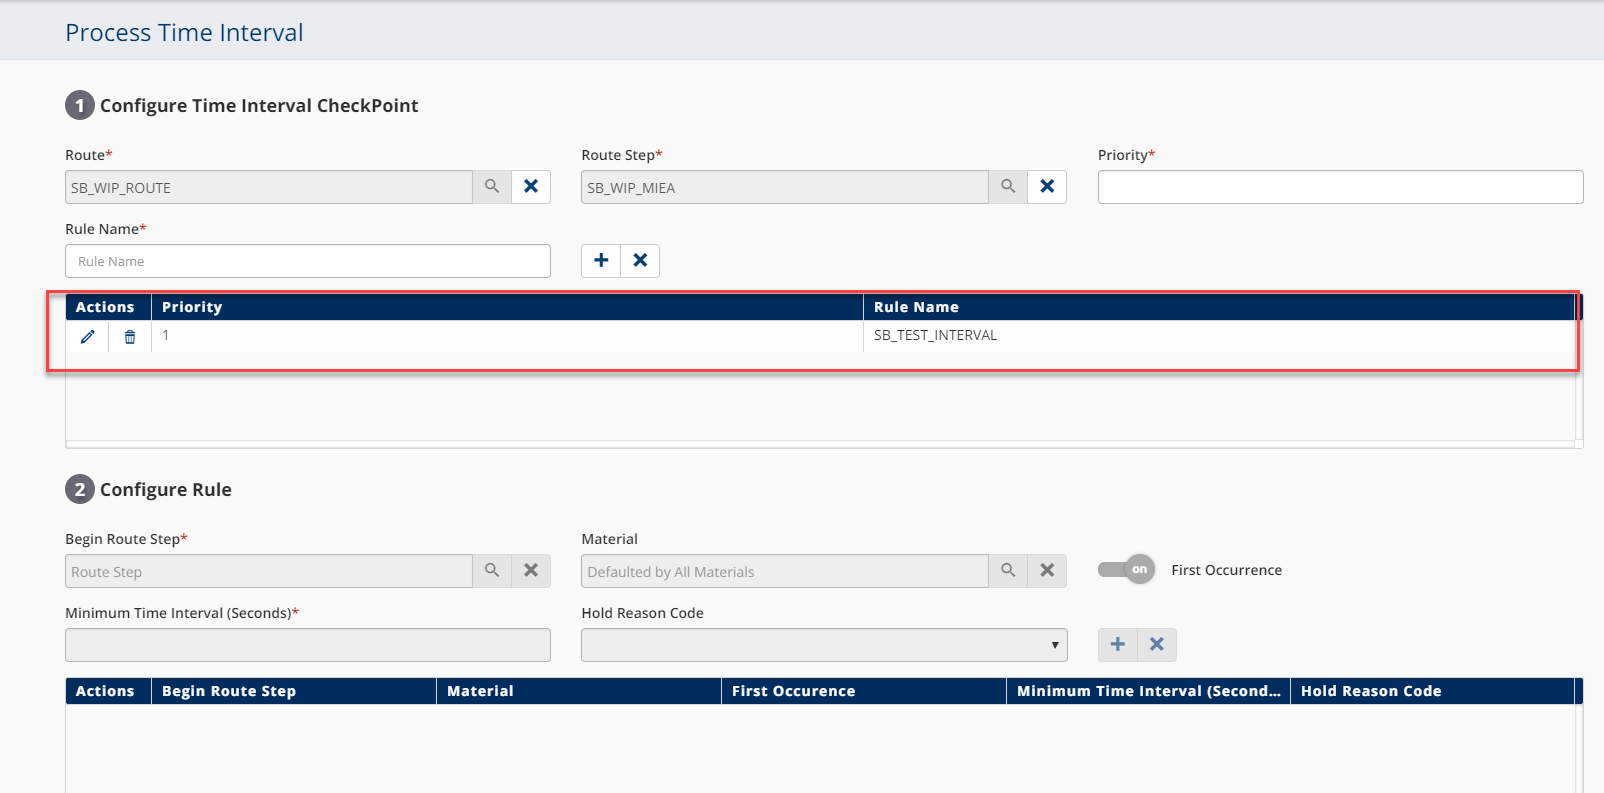 Process Time Interval
1 Configure Time Interval CheckPoint
Route* Route Step* Priority*
SB_WIP_ROUTE SB_WIP_MIEA
Rule Name*
Rule Name
Actions Priority Rule Name
1 SB_TEST_INTERVAL
2 Configure Rule
Begin Route Step* Material
Route Step Defaulted by All Materials on First Occurrence
Minimum Time Interval (Seconds)* Hold Reason Code
Actions Begin Route Step Material First Occurence Minimum Time Interval (Second... Hold Reason Code